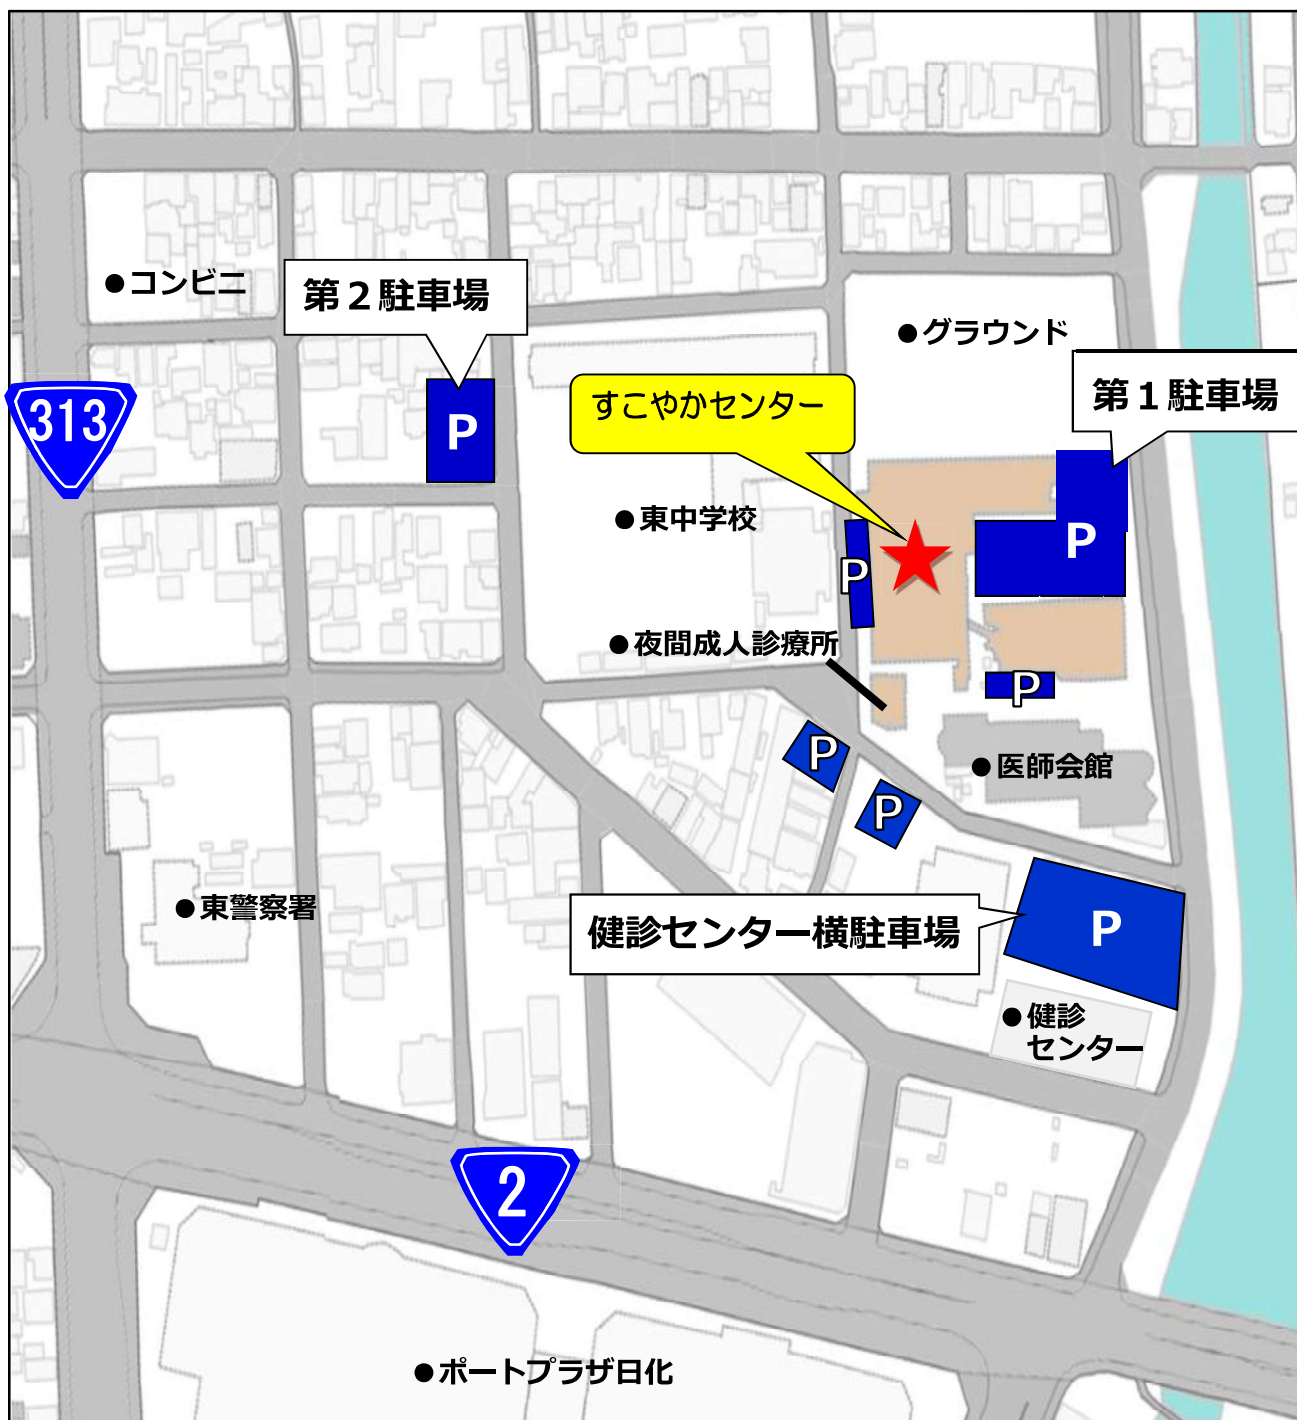 ●コンビニ
第２駐車場
●グラウンド
第１駐車場
313
すこやかセンター
P
●東中学校
P
P
●夜間成人診療所
P
P
●医師会館
P
●東警察署
健診センター横駐車場
P
●健診
センター
2
●ポートプラザ日化